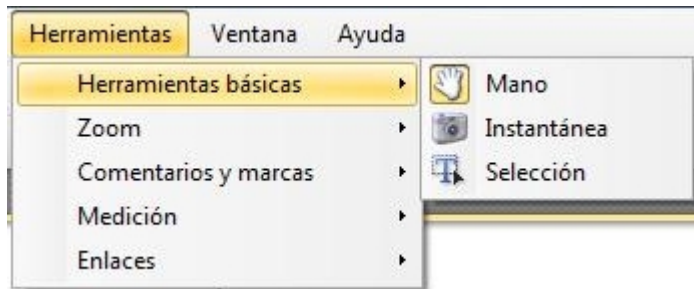 Herramientas Ventana Ayuda
Herramientas básicas Mano
Zoom Instantánea
Comentarios y marcas Selección
Medición
Enlaces